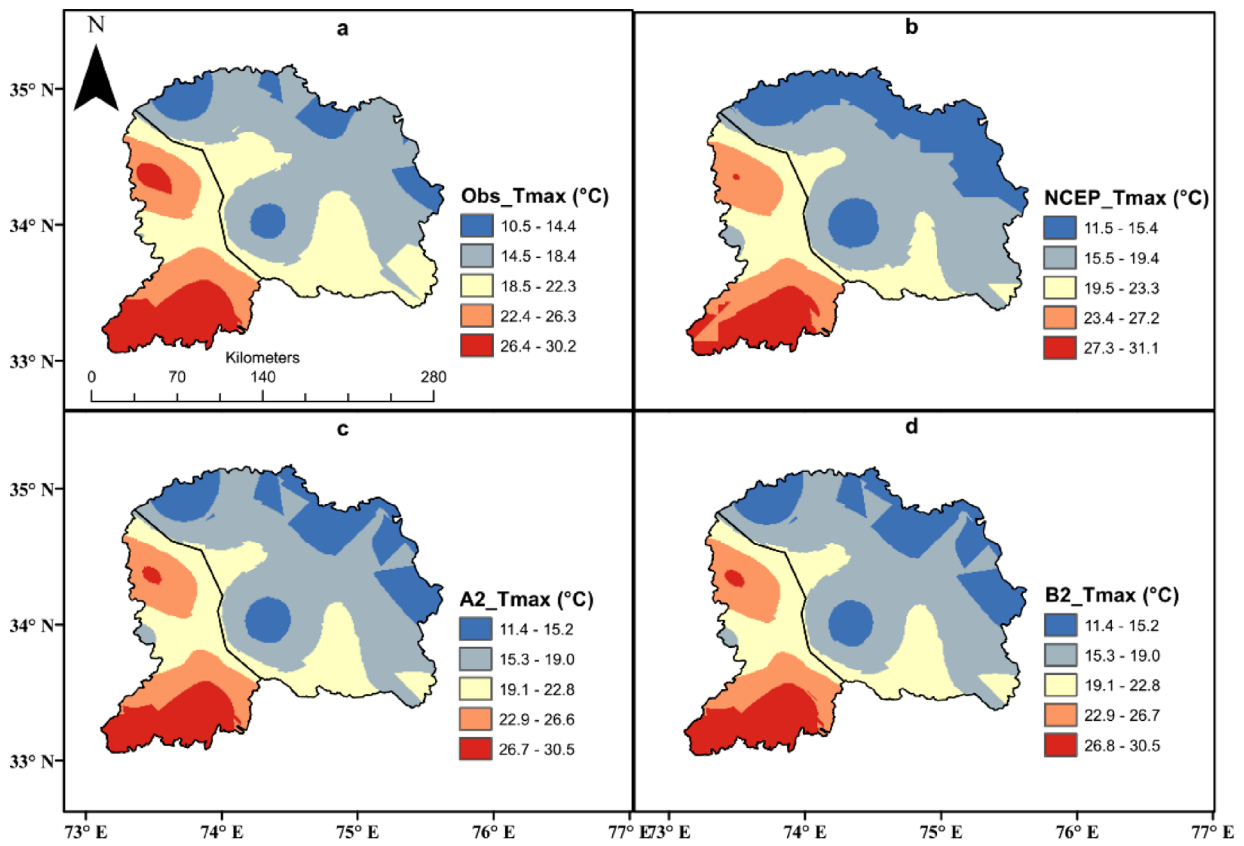 a
N
35° N
34° N
33° N
Obs_Tmax (°C)
10.5 - 14.4
14.5 - 18.4
18.5 - 22.3
22.4 - 26.3
26.4 - 30.2
Kilometers
0 70 140 280
b
NCEP_Tmax (°C)
11.5 - 15.4
15.5 - 19.4
19.5 - 23.3
23.4 - 27.2
27.3 - 31.1
c
35° N
34° N
33° N
A2_Tmax (°C)
11.4 - 15.2
15.3 - 19.0
19.1 - 22.8
22.9 - 26.6
26.7 - 30.5
d
B2_Tmax (°C)
11.4 - 15.2
15.3 - 19.0
19.1 - 22.8
22.9 - 26.7
26.8 - 30.5
73° E 74° E 75° E 76° E 77° E 73° E 74° E 75° E 76° E 77° E